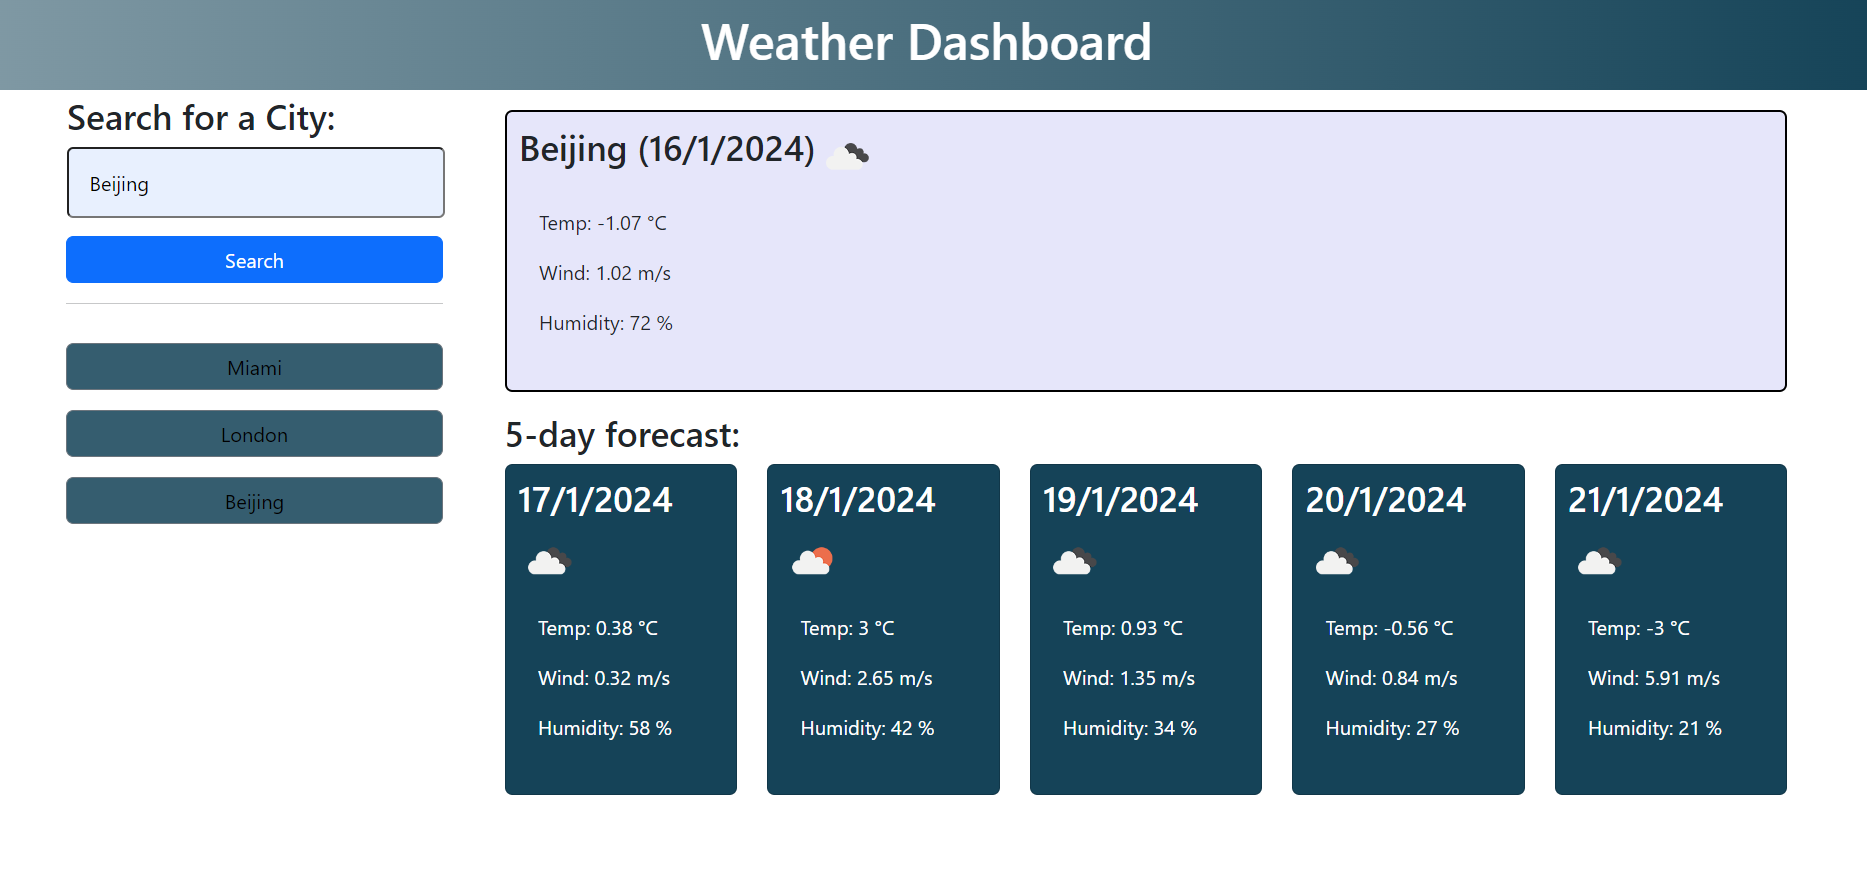 Weather Dashboard
Search for a City:
Beijing
Search
Miami
London
Beijing
Beijing (16/1/2024)
Temp: -1.07 °C
Wind: 1.02 m/s
Humidity: 72 %
5-day forecast:
17/1/2024
Temp: 0.38 °C
Wind: 0.32 m/s
Humidity: 58 %
18/1/2024
Temp: 3 °C
Wind: 2.65 m/s
Humidity: 42 %
19/1/2024
Temp: 0.93 °C
Wind: 1.35 m/s
Humidity: 34 %
20/1/2024
Temp: -0.56 °C
Wind: 0.84 m/s
Humidity: 27 %
21/1/2024
Temp: -3 °C
Wind: 5.91 m/s
Humidity: 21 %